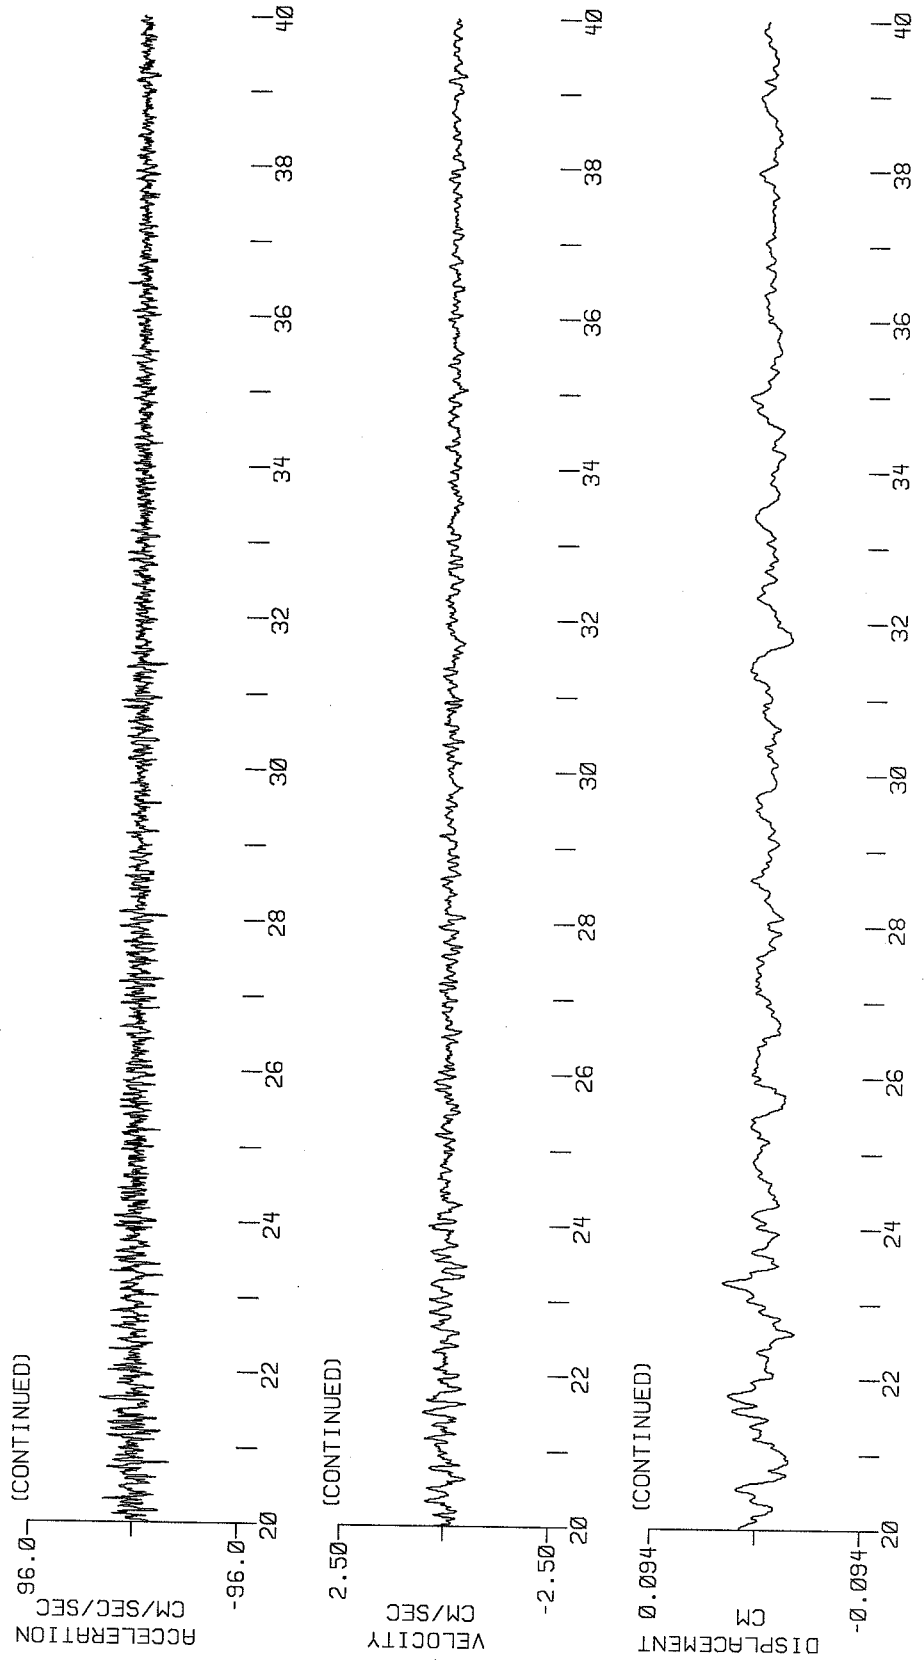 (CONTINUED)
96.0
ACCELERATION
CM/SEC/SEC
-96.0
20 22 24 26 28 30 32 34 36 38 40
(CONTINUED)
2.50
VELOCITY
CM/SEC
-2.50
20 22 24 26 28 30 32 34 36 38 40
(CONTINUED)
0.094
DISPLACEMENT
CM
-0.094
20 22 24 26 28 30 32 34 36 38 40